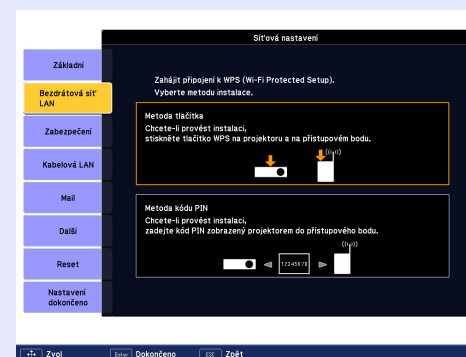 Síťová nastavení
Základní
Bezdrátová síť
LAN
Zabezpečení
Kabelová LAN
Mail
Další
Reset
Nastavení
dokončeno
Zahájit připojení k WPS (Wi-Fi Protected Setup).
Vyberte metodu instalace.
Metoda tlačítka
Chcete-li provést instalaci,
stiskněte tlačítko WPS na projektoru a na přístupovém bodu.
Metoda kódu PIN
Chcete-li provést instalaci,
zadejte kód PIN zobrazený projektorem do přístupového bodu.
12345678
Zvol Enter Dokončeno ESC Zpět